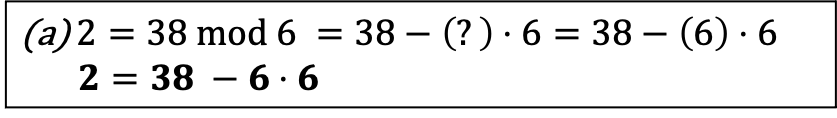 (a) 2 = 38 mod 6 = 38 − (? ) · 6 = 38 − (6) · 6
2 = 38 − 6 · 6